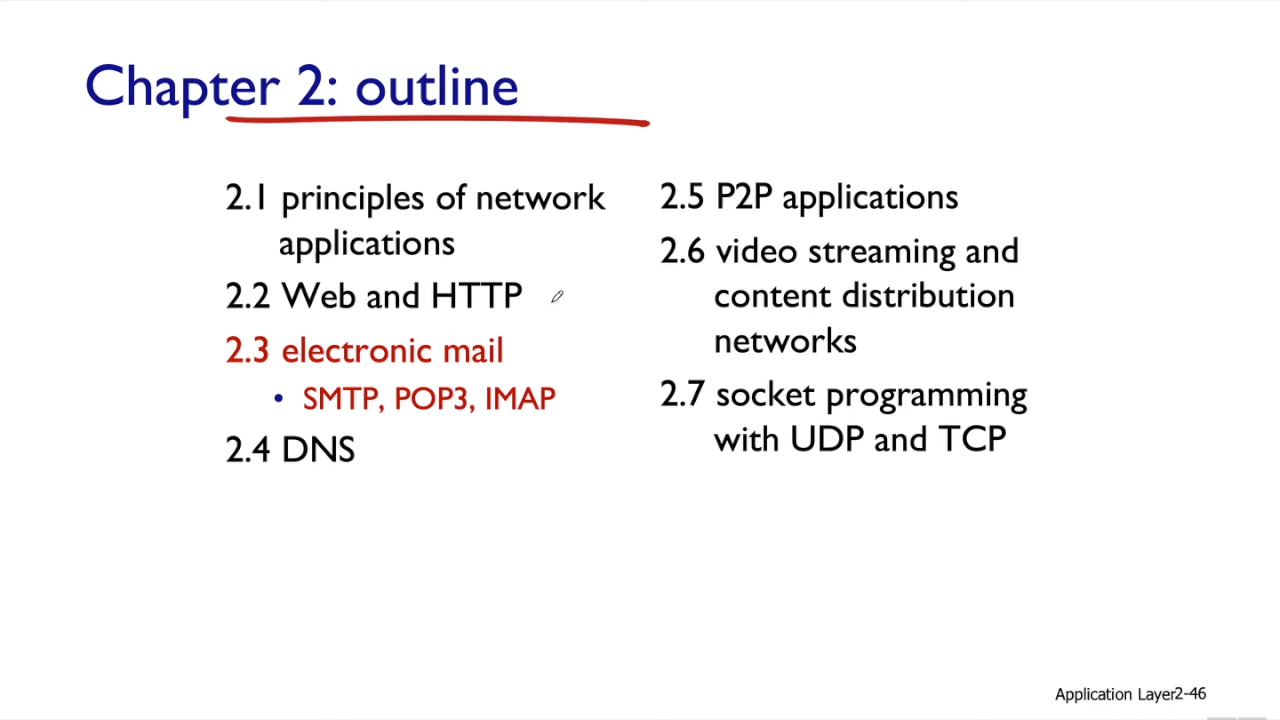 Chapter 2: outline
2.1 principles of network
applications
2.2 Web and HTTP
2.3 electronic mail
• SMTP, POP3, IMAP
2.4 DNS
2.5 P2P applications
2.6 video streaming and
content distribution
networks
2.7 socket programming
with UDP and TCP
Application Layer2-46